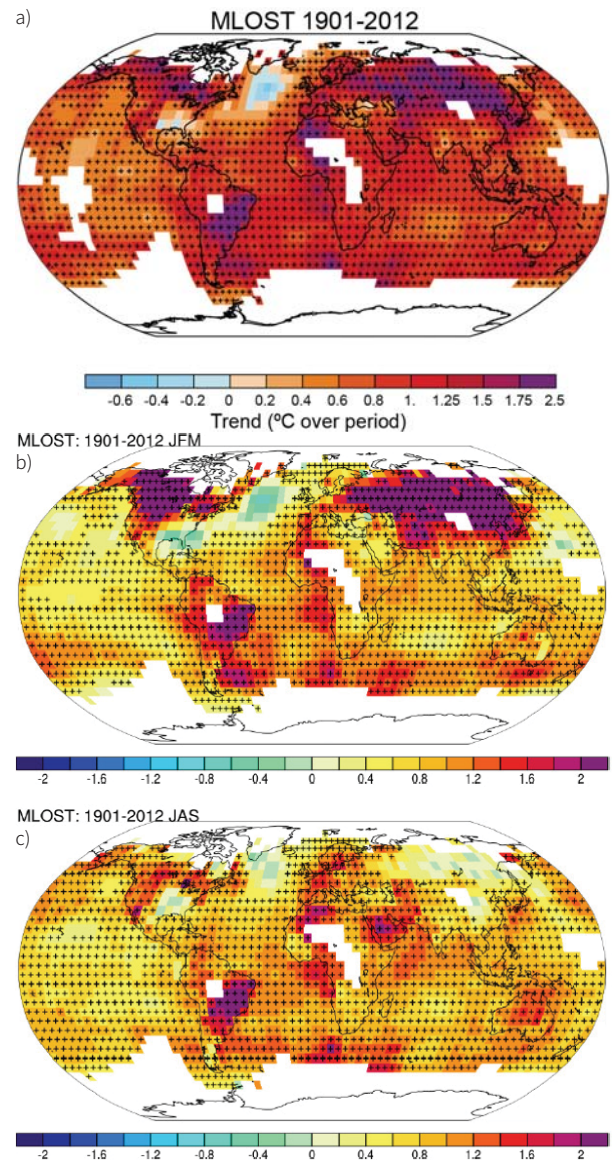 a)
MLOST 1901-2012
-0.6 -0.4 -0.2 0 0.2 0.4 0.6 0.8 1. 1.25 1.5 1.75 2.5
Trend (ºC over period)
MLOST: 1901-2012 JFM
b)
-2 -1.6 -1.2 -0.8 -0.4 0 0.4 0.8 1.2 1.6 2
MLOST: 1901-2012 JAS
c)
-2 -1.6 -1.2 -0.8 -0.4 0 0.4 0.8 1.2 1.6 2